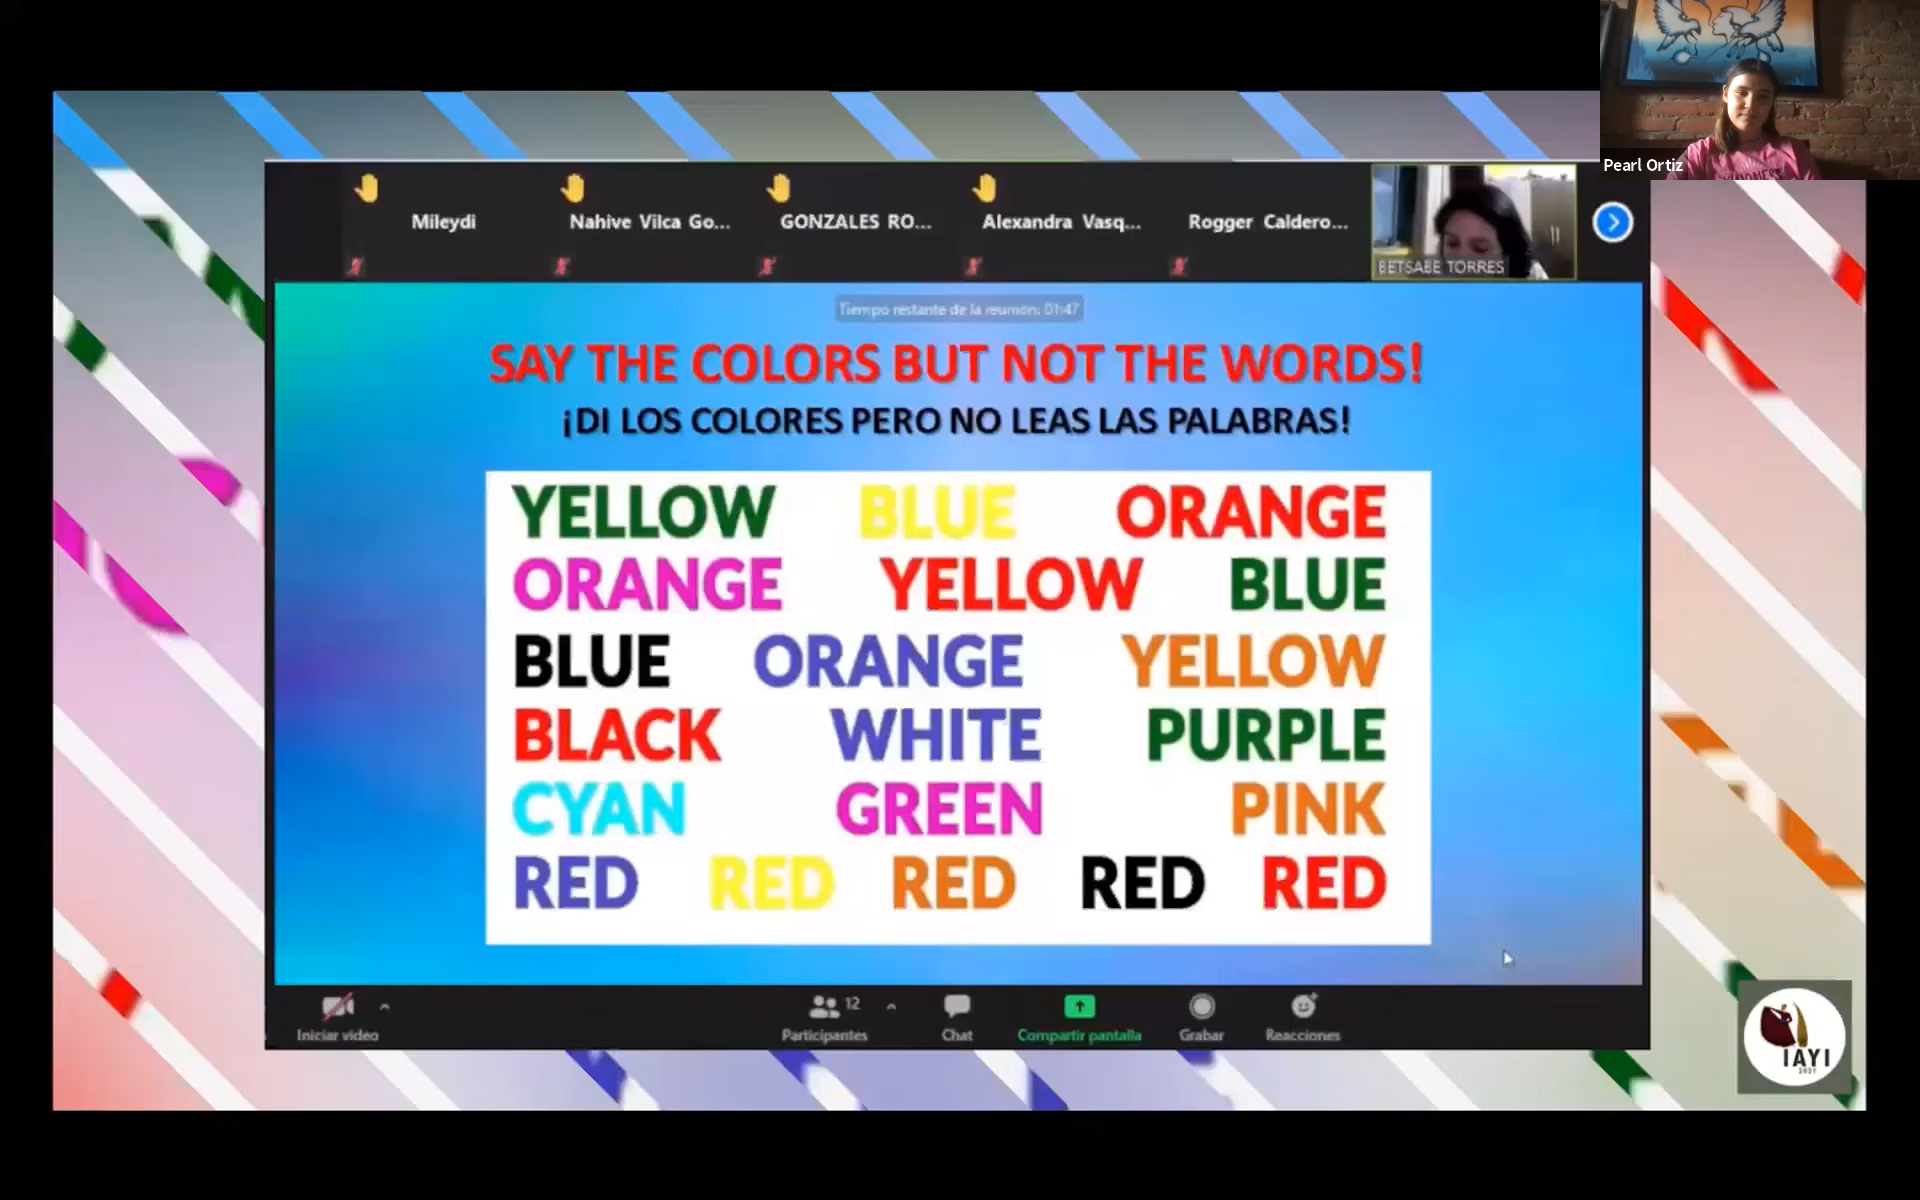 Pearl Ortiz
Mileydi
Nahive Vilca Go...
GONZALES RO...
Alexandra Vasq...
Rogger Caldero...
BETSABE TORRES
Tiempo restante de la reunión: 01:47
SAY THE COLORS BUT NOT THE WORDS!
¡DI LOS COLORES PERO NO LEAS LAS PALABRAS!
YELLOW BLUE ORANGE
ORANGE YELLOW BLUE
BLUE ORANGE YELLOW
BLACK WHITE PURPLE
CYAN GREEN PINK
RED RED RED RED RED
Iniciar video
12
Participantes
Chat
Compartir pantalla
Grabar
Reacciones
IAYI
2021